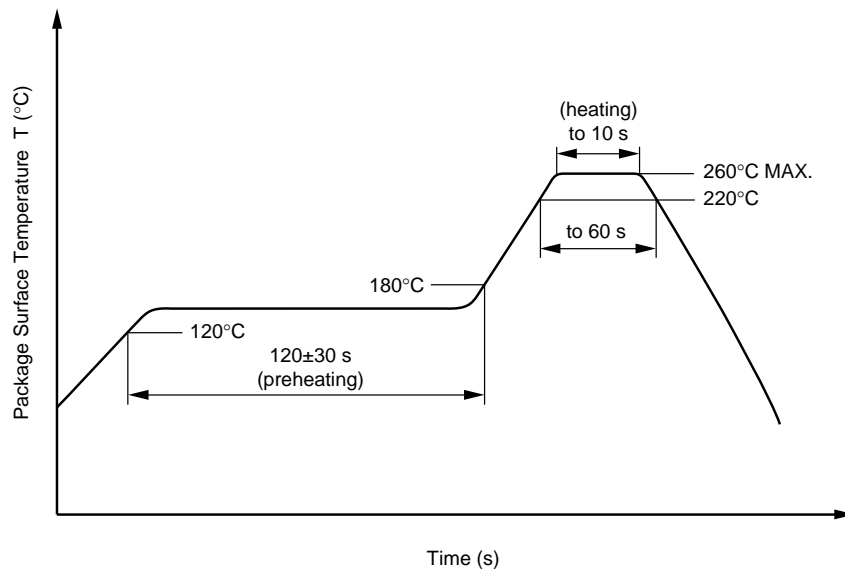 Package Surface Temperature T (°C)
(heating)
to 10 s
260°C MAX.
220°C
to 60 s
180°C
120°C
120±30 s
(preheating)
Time (s)